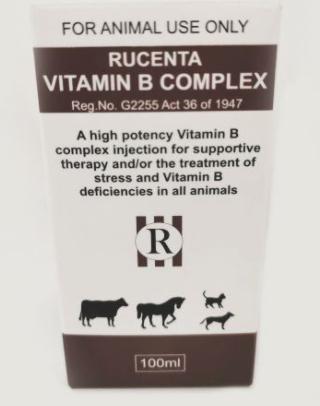 FOR ANIMAL USE ONLY
RUCENTA
VITAMIN B COMPLEX
Reg.No. G2255 Act 36 of 1947
A high potency Vitamin B
complex injection for supportive
therapy and/or the treatment of
stress and Vitamin B
deficiencies in all animals
R
100ml